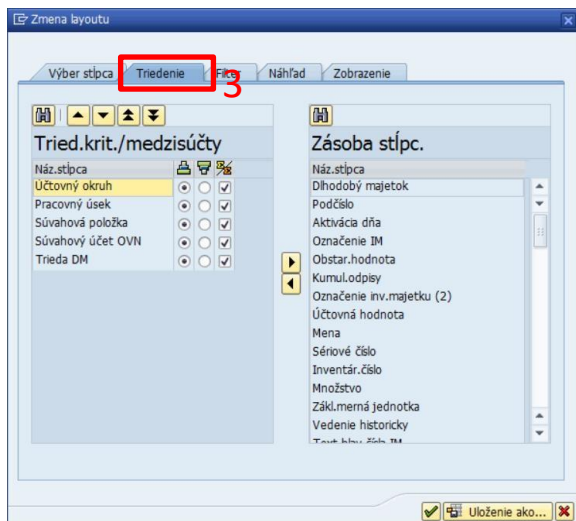 Zmena layoutu
Výber stĺpca Triedenie Filter Náhľad Zobrazenie
3
Tried.krit./medzisúčty
Náz.stĺpca
Účtovný okruh
Pracovný úsek
Súvahová položka
Súvahový účet OVN
Trieda DM
Zásoba stĺpc.
Náz.stĺpca
Dlhodobý majetok
Podčíslo
Aktivácia dňa
Označenie IM
Obstar.hodnota
Kumul.odpisy
Označenie inv.majetku (2)
Účtovná hodnota
Mena
Sériové číslo
Inventár.číslo
Množstvo
Zákl.merná jednotka
Vedenie historicky
Uloženie ako...